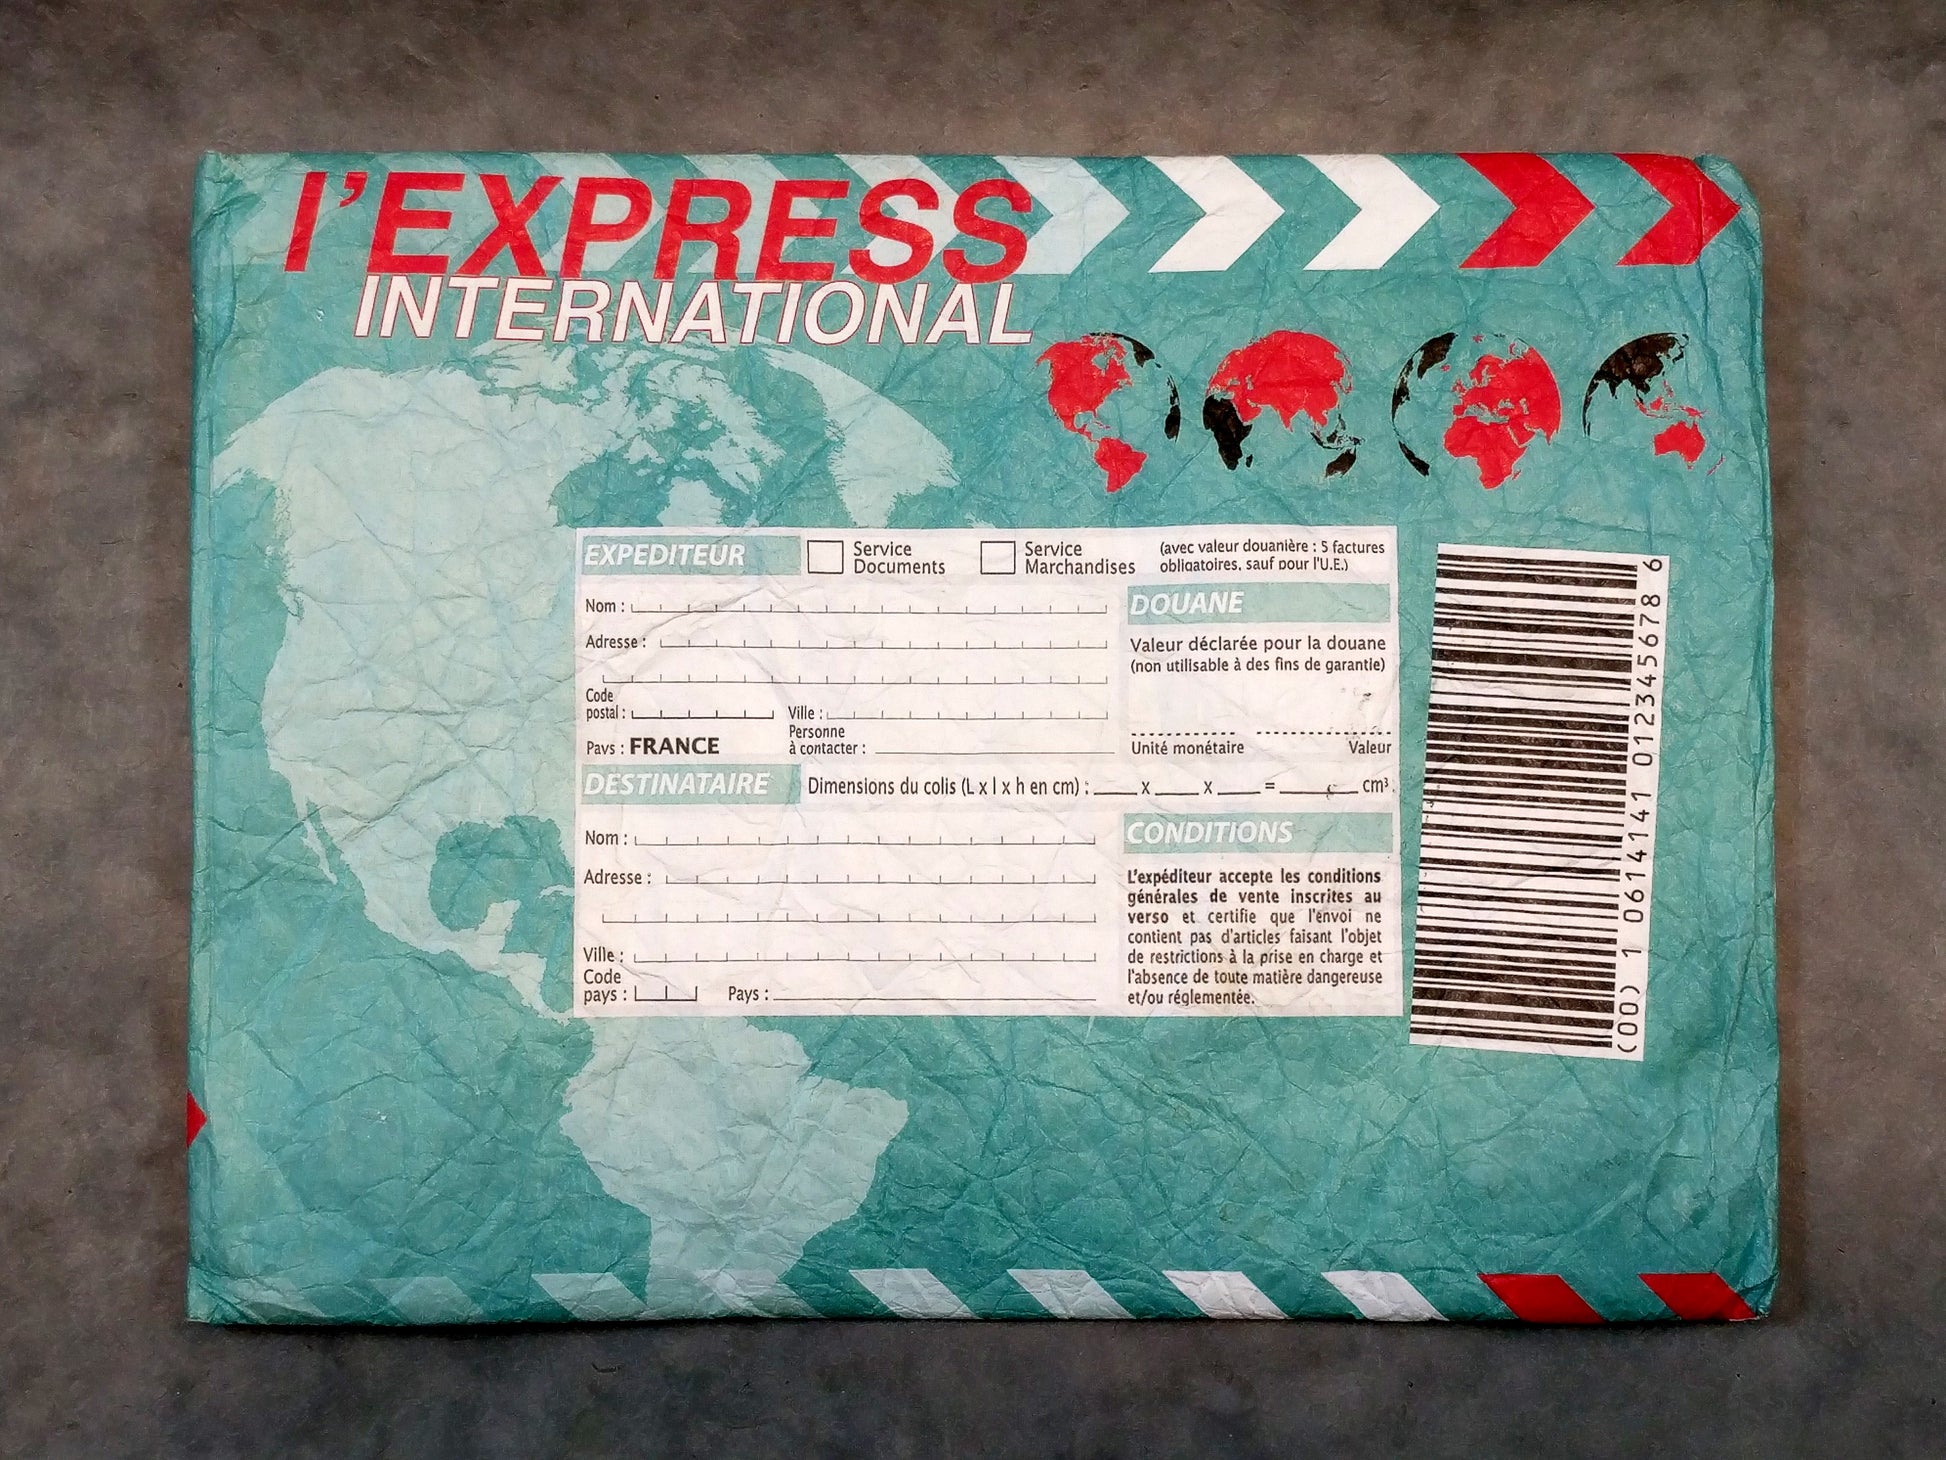 l'EXPRESS
INTERNATIONAL
EXPEDITEUR
Service
Documents
Service
Marchandises
(avec valeur douanière : 5 factures
obligatoires, sauf pour l'U.E.)
Nom :
Adresse :
Code
postal :
Ville :
Pays : FRANCE
Personne
à contacter :
DOUANE
Valeur déclarée pour la douane
(non utilisable à des fins de garantie)
Unité monétaire
Valeur
DESTINATAIRE
Dimensions du colis (L x l x h en cm) : x x = cm³
Nom :
Adresse :
Ville :
Code
pays :
Pays :
CONDITIONS
L'expéditeur accepte les conditions
générales de vente inscrites au
verso et certifie que l'envoi ne
contient pas d'articles faisant l'objet
de restrictions à la prise en charge et
l'absence de toute matière dangereuse
et/ou réglementée.
(00) 1 0614141 012345678 9